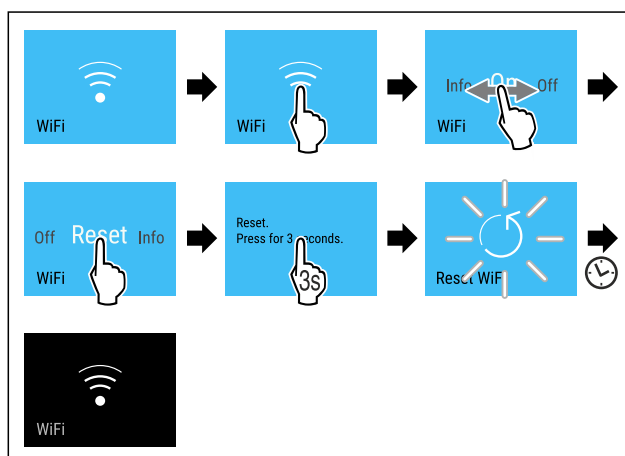 WiFi
WiFi
Info On Off
WiFi
Off Reset Info
WiFi
Reset.
Press for 3 seconds.
3s
Reset WiFi
WiFi